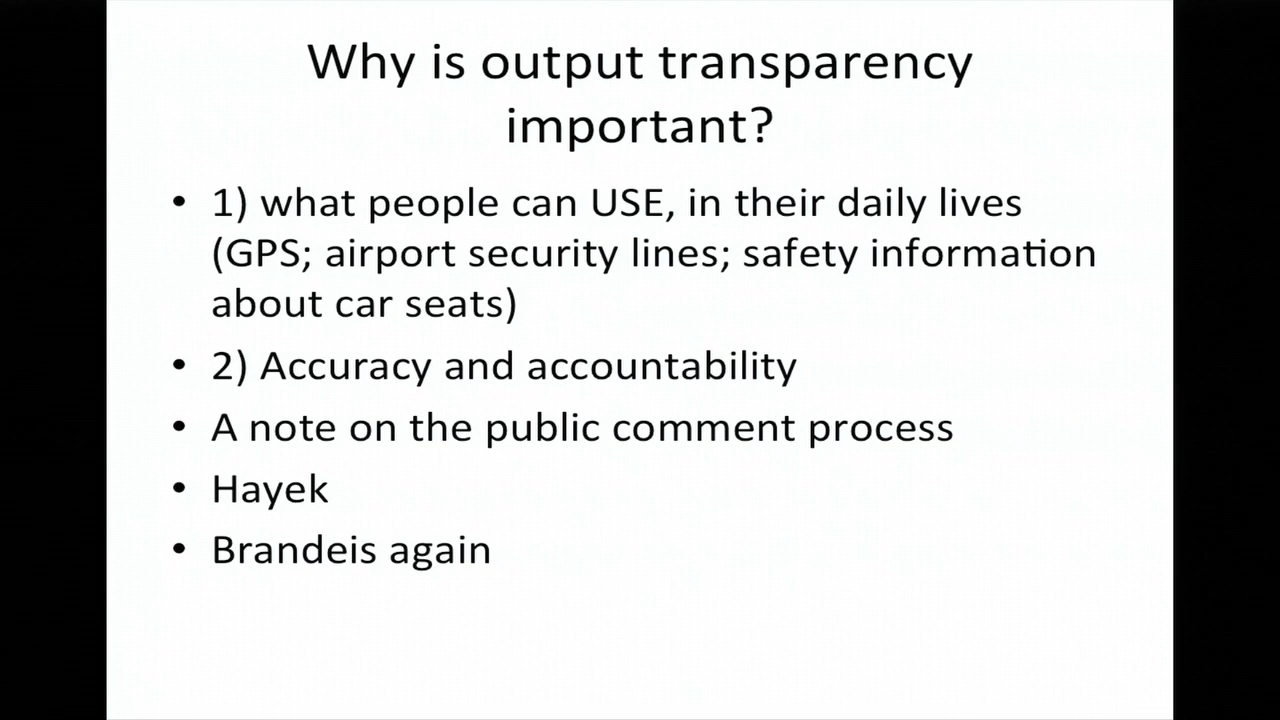 Why is output transparency
important?
• 1) what people can USE, in their daily lives
(GPS; airport security lines; safety information
about car seats)
• 2) Accuracy and accountability
• A note on the public comment process
• Hayek
• Brandeis again